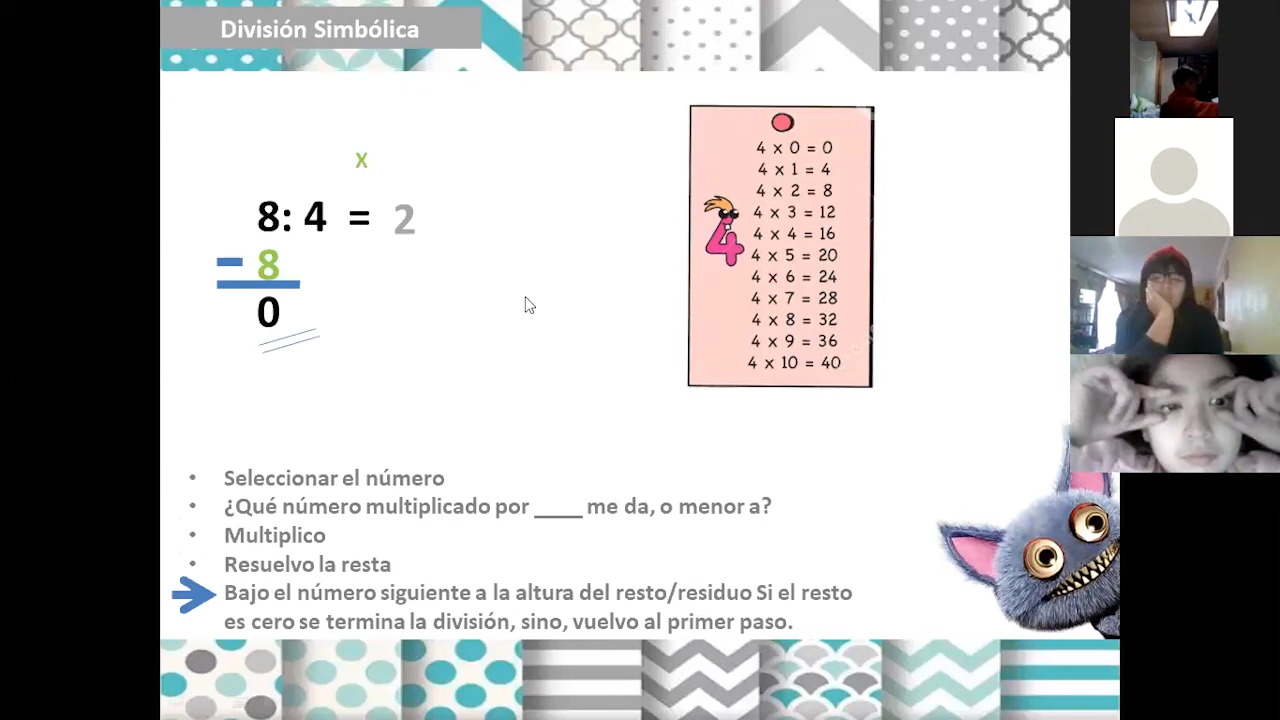 División Simbólica
x
8: 4 = 2
- 8
0
4 x 0 = 0
4 x 1 = 4
4 x 2 = 8
4 x 3 = 12
4 x 4 = 16
4 x 5 = 20
4 x 6 = 24
4 x 7 = 28
4 x 8 = 32
4 x 9 = 36
4 x 10 = 40
4
• Seleccionar el número
• ¿Qué número multiplicado por ____ me da, o menor a?
• Multiplico
• Resuelvo la resta
Bajo el número siguiente a la altura del resto/residuo Si el resto
es cero se termina la división, sino, vuelvo al primer paso.